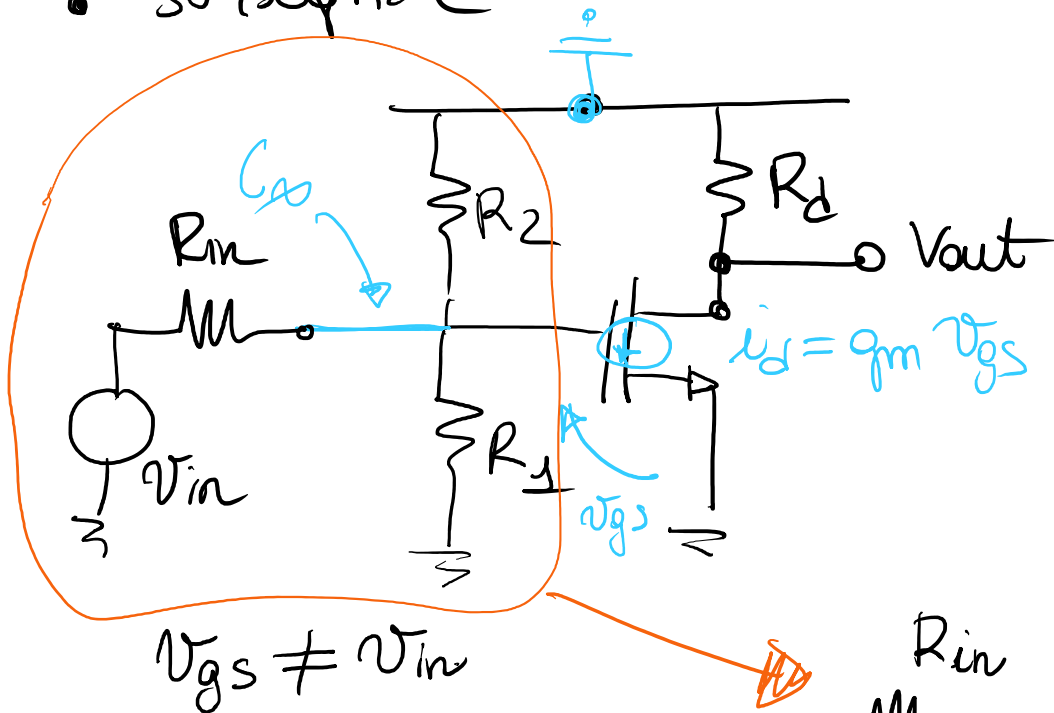 C∞
R2
Rin
Rd
Vout
id = gm vgs
R1
vin
vgs
vgs ≠ vin
Rin